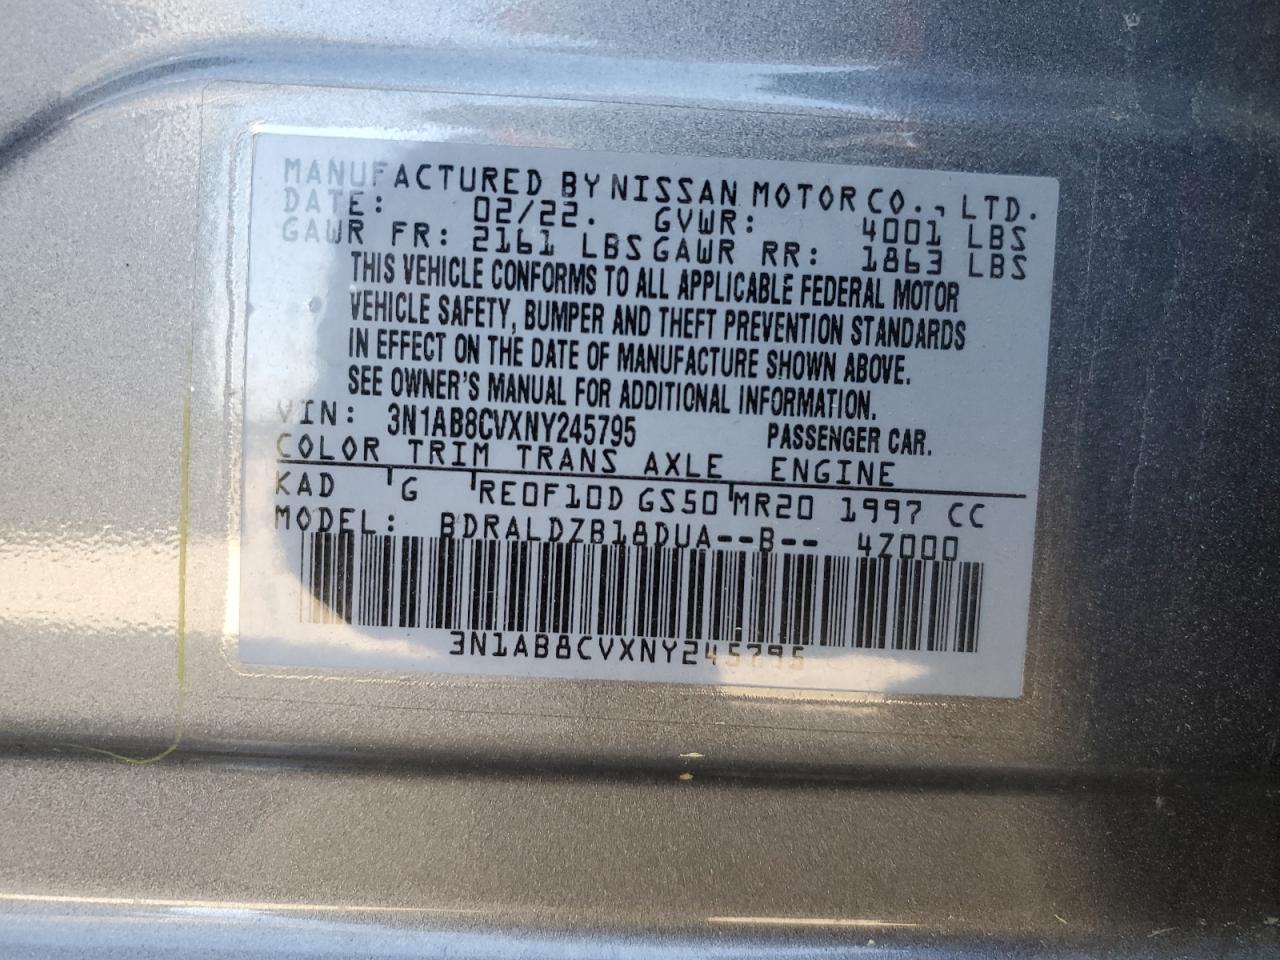 MANUFACTURED BY NISSAN MOTOR CO., LTD.
DATE: 02/22. GVWR: 4001 LBS
GAWR FR: 2161 LBS GAWR RR: 1863 LBS
THIS VEHICLE CONFORMS TO ALL APPLICABLE FEDERAL MOTOR
VEHICLE SAFETY, BUMPER AND THEFT PREVENTION STANDARDS
IN EFFECT ON THE DATE OF MANUFACTURE SHOWN ABOVE.
SEE OWNER'S MANUAL FOR ADDITIONAL INFORMATION.
VIN: 3N1AB8CVXNY245795 PASSENGER CAR.
COLOR TRIM TRANS AXLE ENGINE
KAD G RE0F10D GS50 MR20 1997 CC
MODEL: BDRALDZB18DUA--B-- 4Z000
3N1AB8CVXNY245795